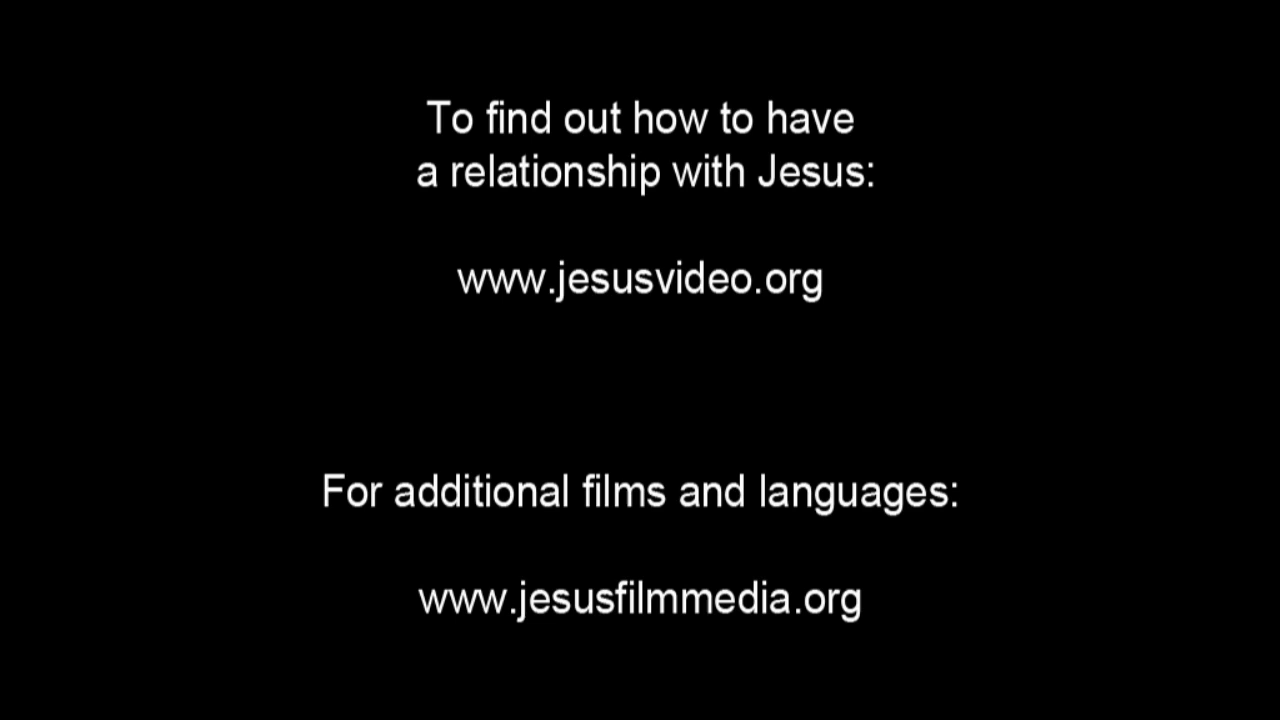 To find out how to have
a relationship with Jesus:
www.jesusvideo.org
For additional films and languages:
www.jesusfilmmedia.org